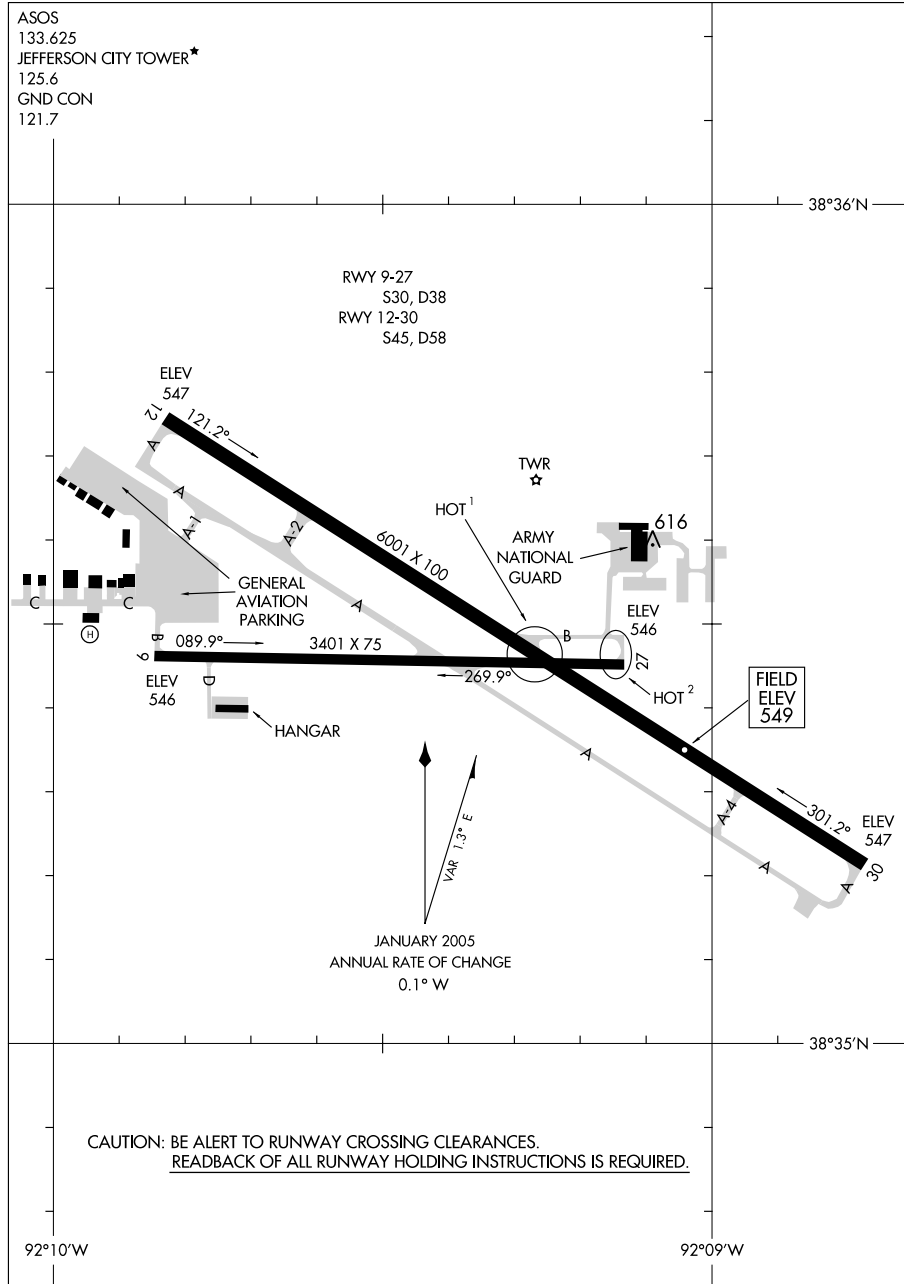 ASOS
133.625
JEFFERSON CITY TOWER★
125.6
GND CON
121.7
38°36'N
RWY 9-27
S30, D38
RWY 12-30
S45, D58
ELEV
547
12
121.2°
A
A
A-1
A-2
TWR
HOT 1
616
ARMY
NATIONAL
GUARD
6001 X 100
GENERAL
AVIATION
PARKING
A
C
C
H
B
089.9°
3401 X 75
9
B
ELEV
546
27
269.9°
HOT 2
ELEV
546
D
HANGAR
FIELD
ELEV
549
A
A-4
301.2°
ELEV
547
30
A
A
VAR 1.3° E
JANUARY 2005
ANNUAL RATE OF CHANGE
0.1° W
38°35'N
CAUTION: BE ALERT TO RUNWAY CROSSING CLEARANCES.
READBACK OF ALL RUNWAY HOLDING INSTRUCTIONS IS REQUIRED.
92°10'W
92°09'W